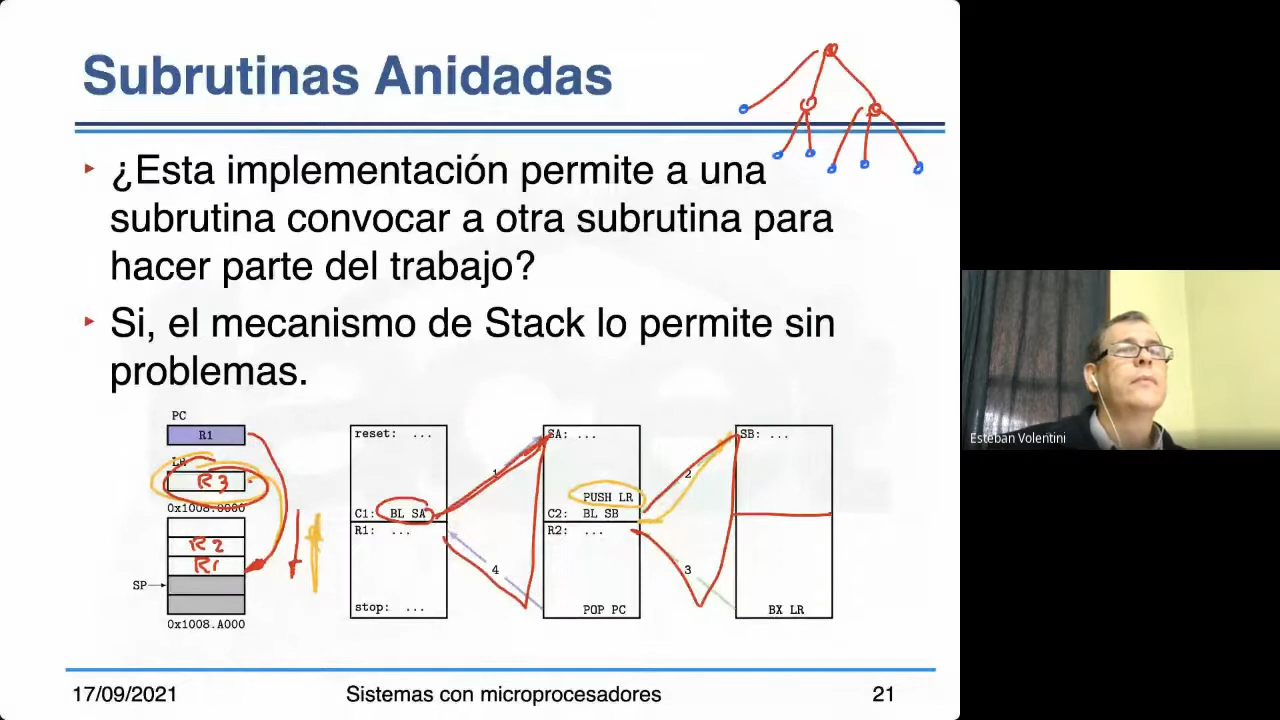 Subrutinas Anidadas
¿Esta implementación permite a una
subrutina convocar a otra subrutina para
hacer parte del trabajo?
Si, el mecanismo de Stack lo permite sin
problemas.
PC
R1
LR
R3
0x1008.0000
R2
R1
SP
0x1008.A000
reset: ...
C1: BL SA
R1: ...
stop: ...
1
4
SA: ...
PUSH LR
C2: BL SB
R2: ...
POP PC
2
3
SB: ...
BX LR
Esteban Volentini
17/09/2021
Sistemas con microprocesadores
21